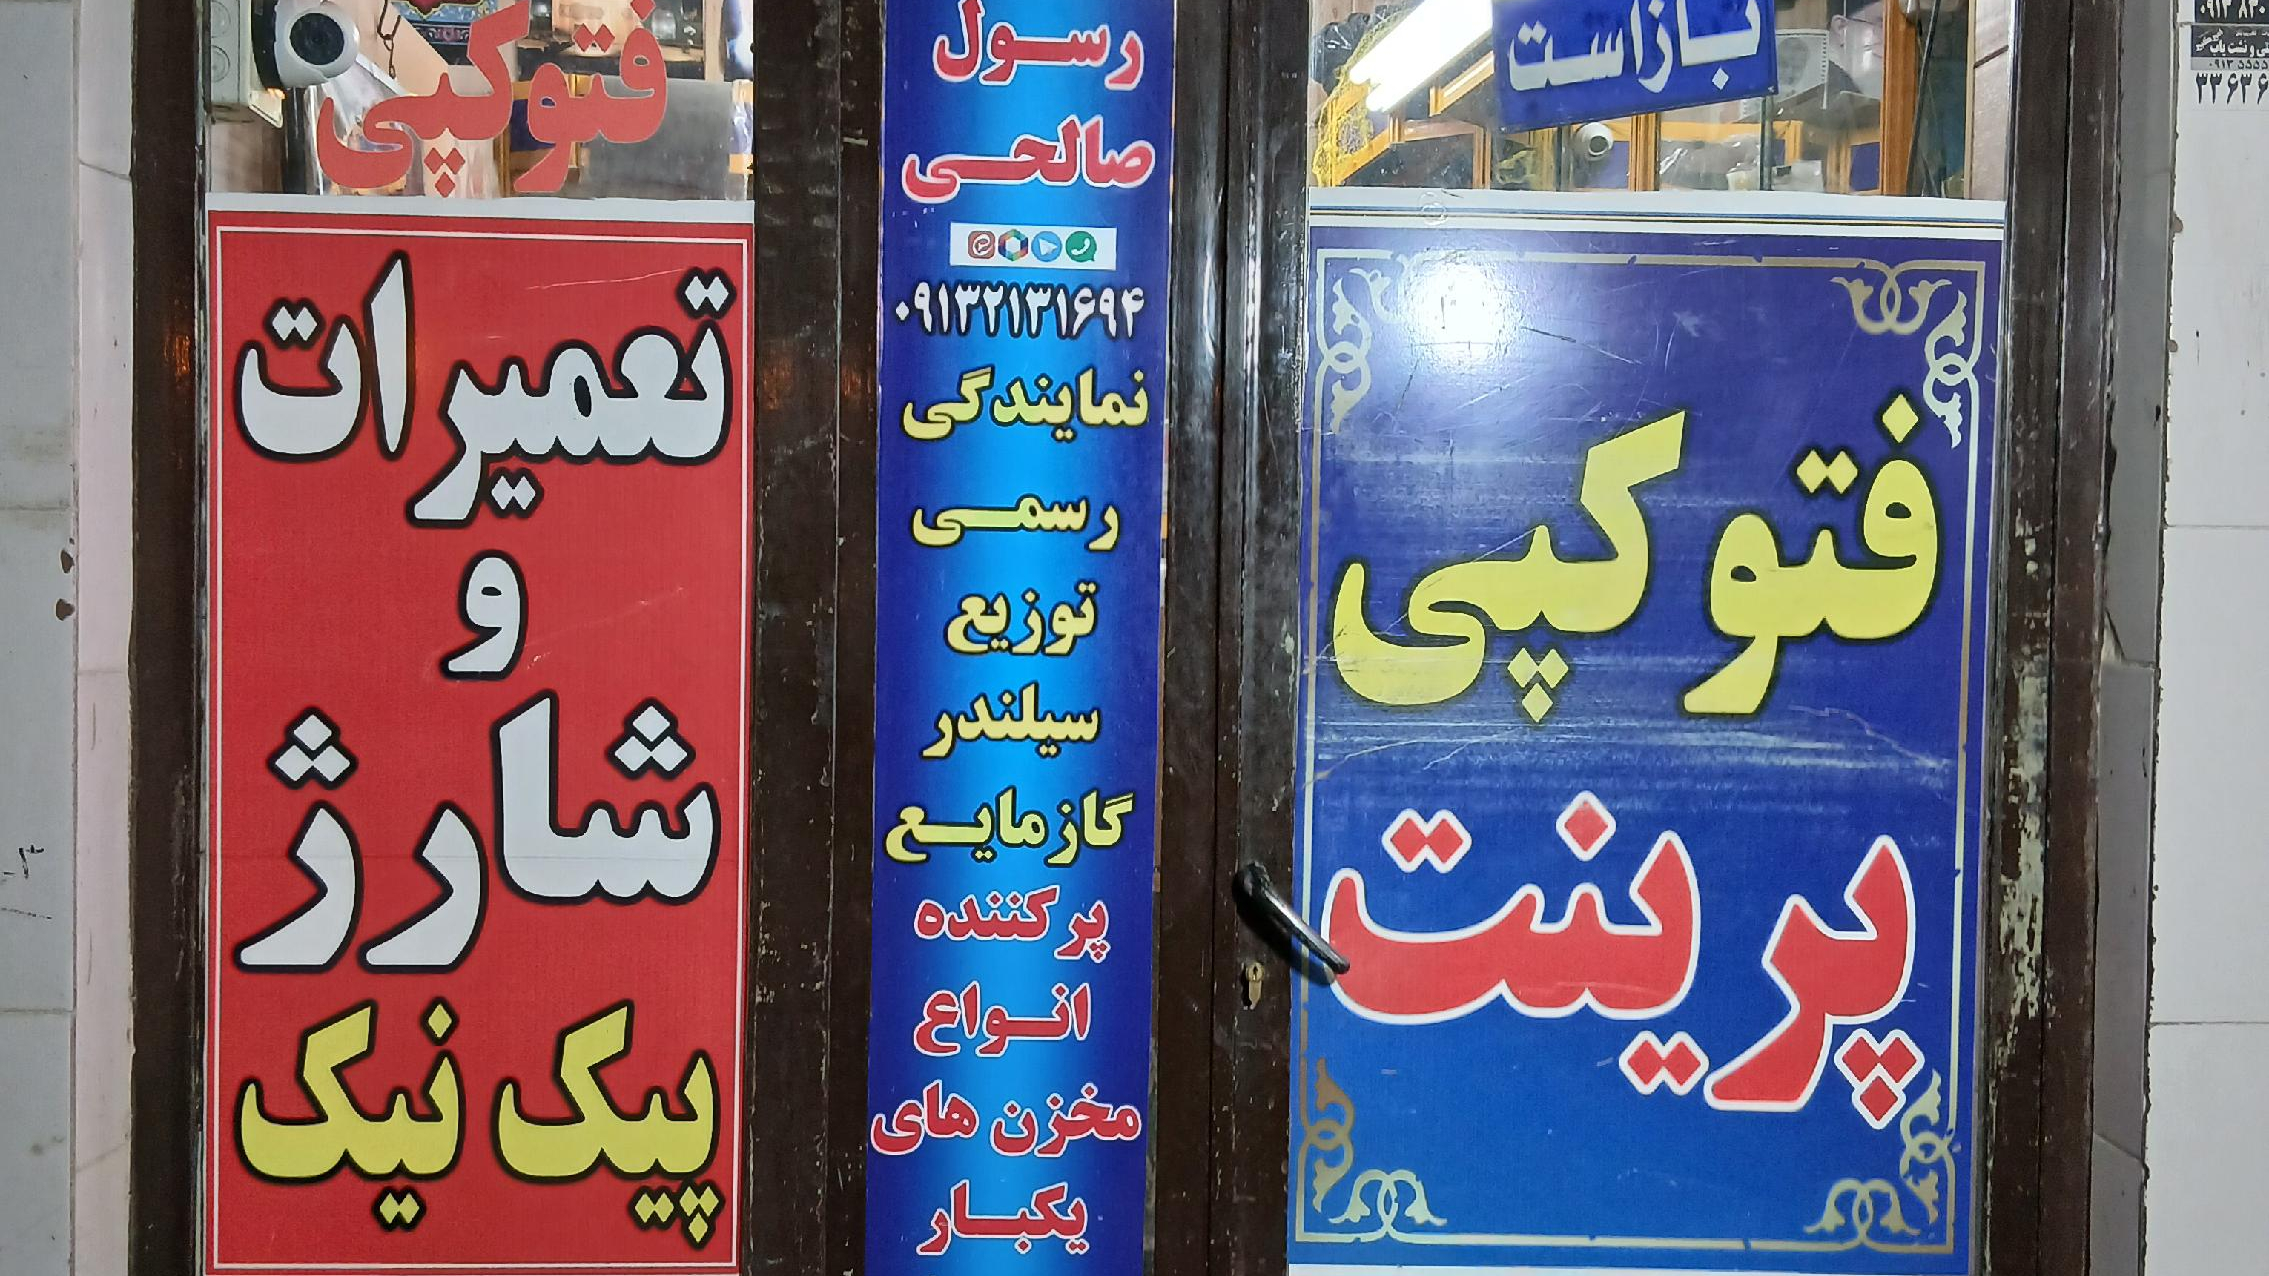 بازاست
فتوکپی
پرینت
رسول
صالحی
۰۹۱۳۲۱۳۱۶۹۴
نمایندگی
رسمی
توزیع
سیلندر
گازمایع
پرکننده
انواع
مخزن های
یکبار
فتوکپی
تعمیرات
و
شارژ
پیک نیک